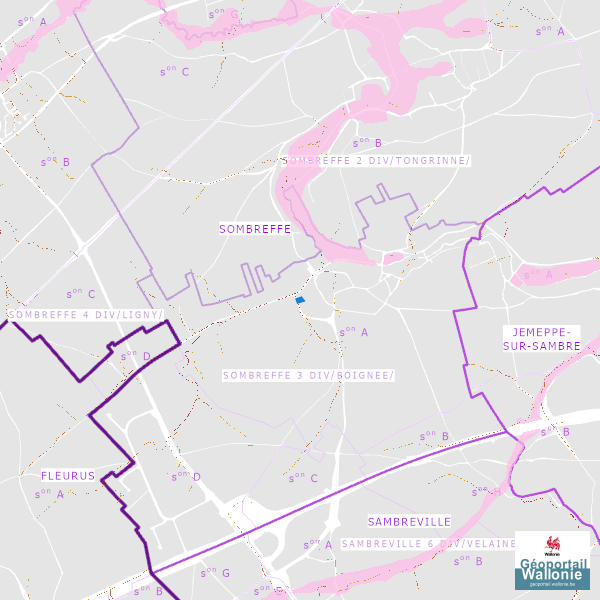 sᵒⁿ A
sᵒⁿ G
sᵒⁿ A
sᵒⁿ C
sᵒⁿ B
sᵒⁿ B
SOMBREFFE 2 DIV/TONGRINNE/
SOMBREFFE
sᵒⁿ A
sᵒⁿ C
SOMBREFFE 4 DIV/LIGNY/
sᵒⁿ A
JEMEPPE-
SUR-SAMBRE
sᵒⁿ D
SOMBREFFE 3 DIV/BOIGNEE/
sᵒⁿ B
sᵒⁿ B
FLEURUS
sᵒⁿ D
sᵒⁿ C
sᵒⁿ A
sᵒⁿ H
SAMBREVILLE
sᵒⁿ A
SAMBREVILLE 6 DIV/VELAINE
sᵒⁿ B
sᵒⁿ G
sᵒⁿ B
Wallonie
Géoportail
Wallonie
geoportail.wallonie.be